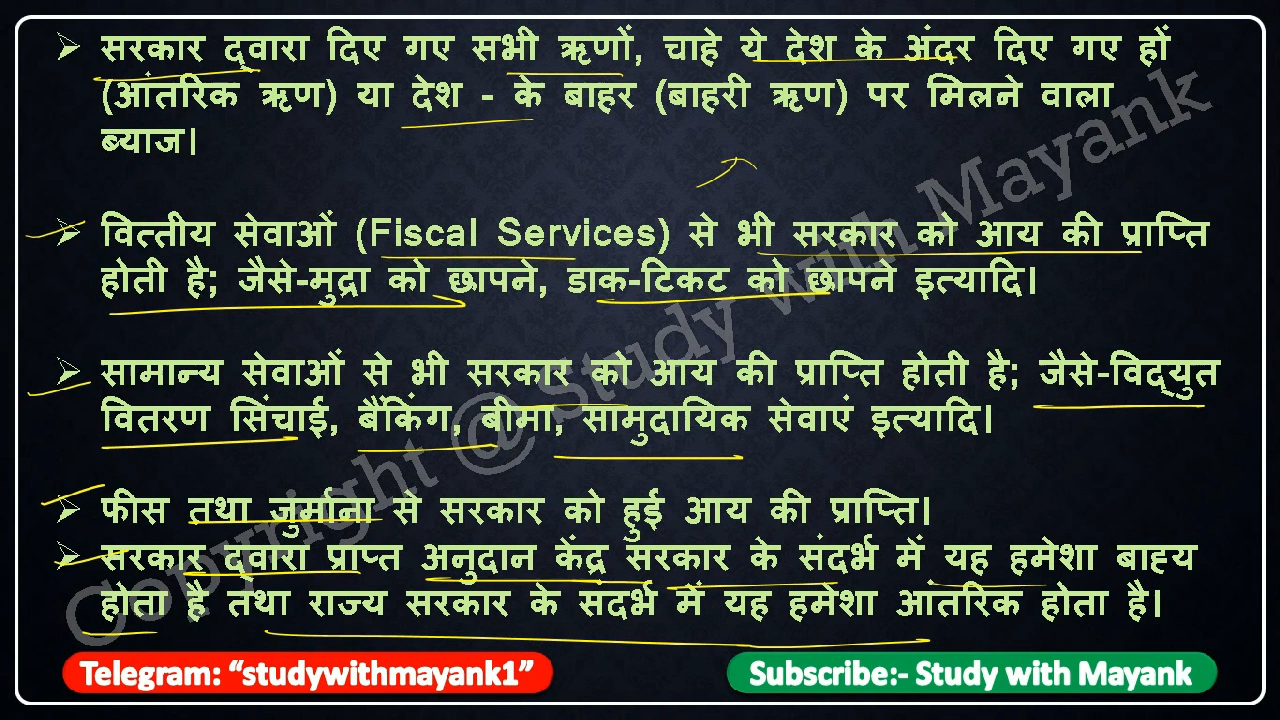 ➢ सरकार द्वारा दिए गए सभी ऋणों, चाहे ये देश के अंदर दिए गए हों
(आंतरिक ऋण) या देश - के बाहर (बाहरी ऋण) पर मिलने वाला
ब्याज।
➢ वित्तीय सेवाओं (Fiscal Services) से भी सरकार को आय की प्राप्ति
होती है; जैसे-मुद्रा को छापने, डाक-टिकट को छापने इत्यादि।
➢ सामान्य सेवाओं से भी सरकार को आय की प्राप्ति होती है; जैसे-विद्युत
वितरण सिंचाई, बैंकिंग, बीमा, सामुदायिक सेवाएं इत्यादि।
➢ फीस तथा जुर्माना से सरकार को हुई आय की प्राप्ति।
➢ सरकार द्वारा प्राप्त अनुदान केंद्र सरकार के संदर्भ में यह हमेशा बाह्य
होता है तथा राज्य सरकार के संदर्भ में यह हमेशा आंतरिक होता है।
Copyright @ Study with Mayank
Telegram: “studywithmayank1”
Subscribe:- Study with Mayank